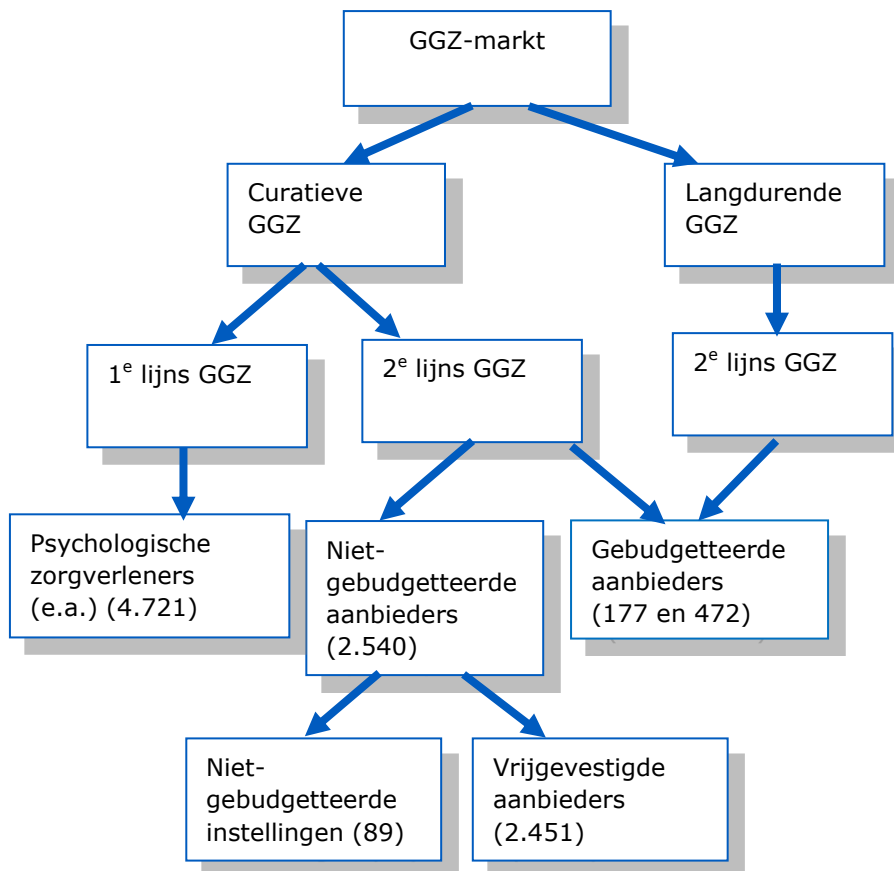 GGZ-markt
Curatieve
GGZ
Langdurende
GGZ
1e lijns GGZ
2e lijns GGZ
2e lijns GGZ
Psychologische
zorgverleners
(e.a.) (4.721)
Niet-
gebudgetteerde
aanbieders
(2.540)
Gebudgetteerde
aanbieders
(177 en 472)
Niet-
gebudgetteerde
instellingen (89)
Vrijgevestigde
aanbieders
(2.451)